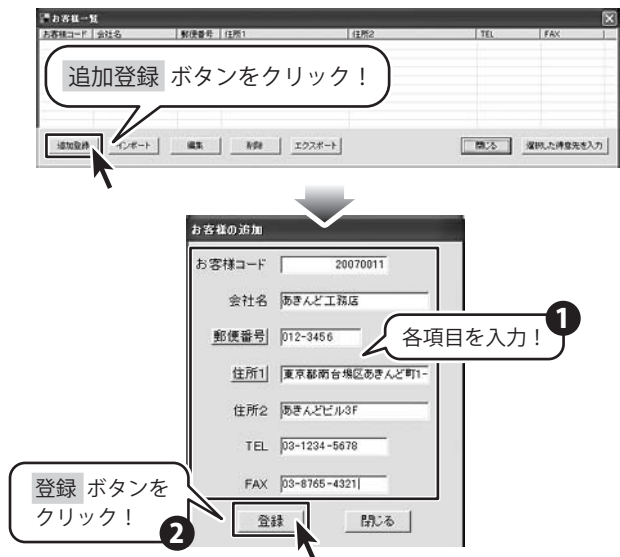 お客様一覧
お客様コード 会社名 郵便番号 住所1 住所2 TEL FAX
追加登録 ボタンをクリック！
追加登録 インポート 編集 削除 エクスポート 閉じる 選択した得意先を入力
お客様の追加
お客様コード 20070011
会社名 あきんど工務店
郵便番号 012-3456
各項目を入力！
1
住所1 東京都南台場区あきんど町1-
住所2 あきんどビル3F
TEL 03-1234-5678
FAX 03-8765-4321
登録 ボタンを
クリック！
2
登録 閉じる